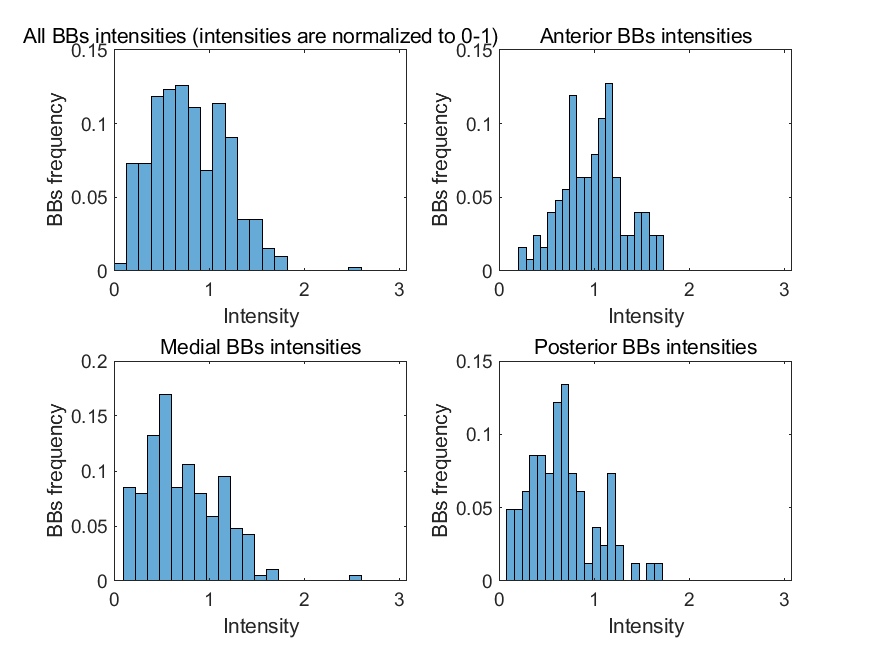 All BBs intensities (intensities are normalized to 0-1)
0.15
0.1
0.05
0
BBs frequency
0 1 2 3
Intensity
Anterior BBs intensities
0.15
0.1
0.05
0
BBs frequency
0 1 2 3
Intensity
Medial BBs intensities
0.2
0.15
0.1
0.05
0
BBs frequency
0 1 2 3
Intensity
Posterior BBs intensities
0.15
0.1
0.05
0
BBs frequency
0 1 2 3
Intensity